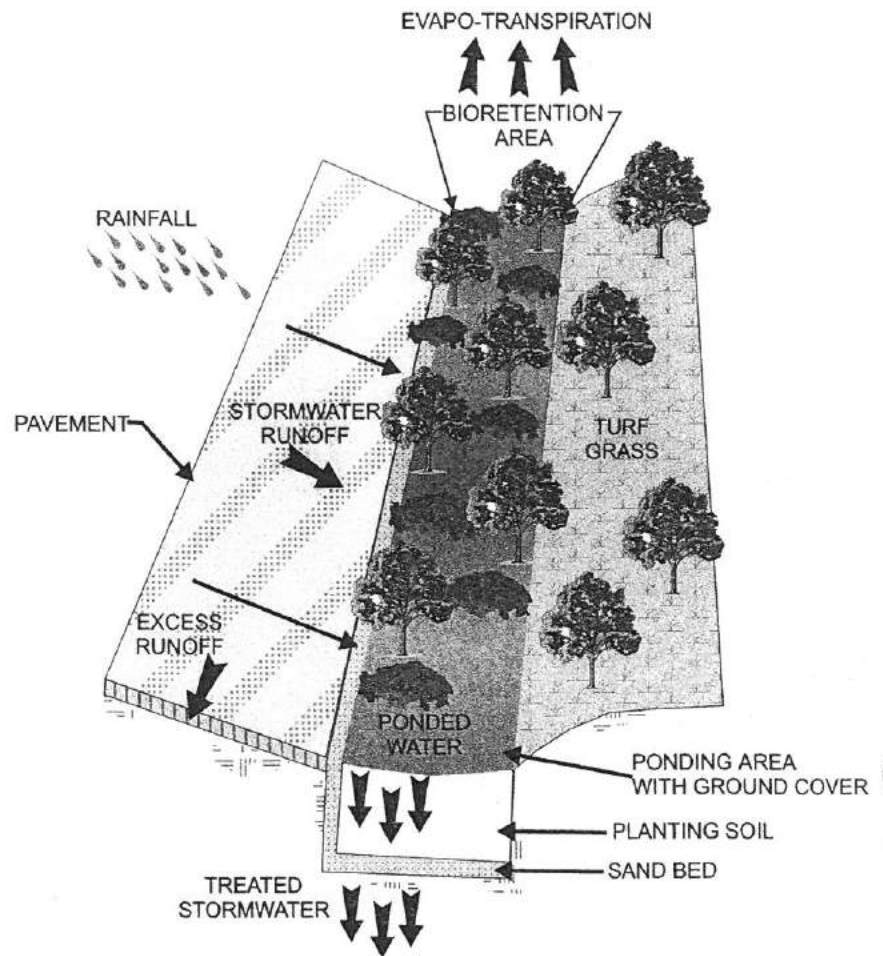 EVAPO-TRANSPIRATION
BIORETENTION
AREA
RAINFALL
PAVEMENT
STORMWATER
RUNOFF
TURF
GRASS
EXCESS
RUNOFF
PONDED
WATER
PONDING AREA
WITH GROUND COVER
PLANTING SOIL
SAND BED
TREATED
STORMWATER